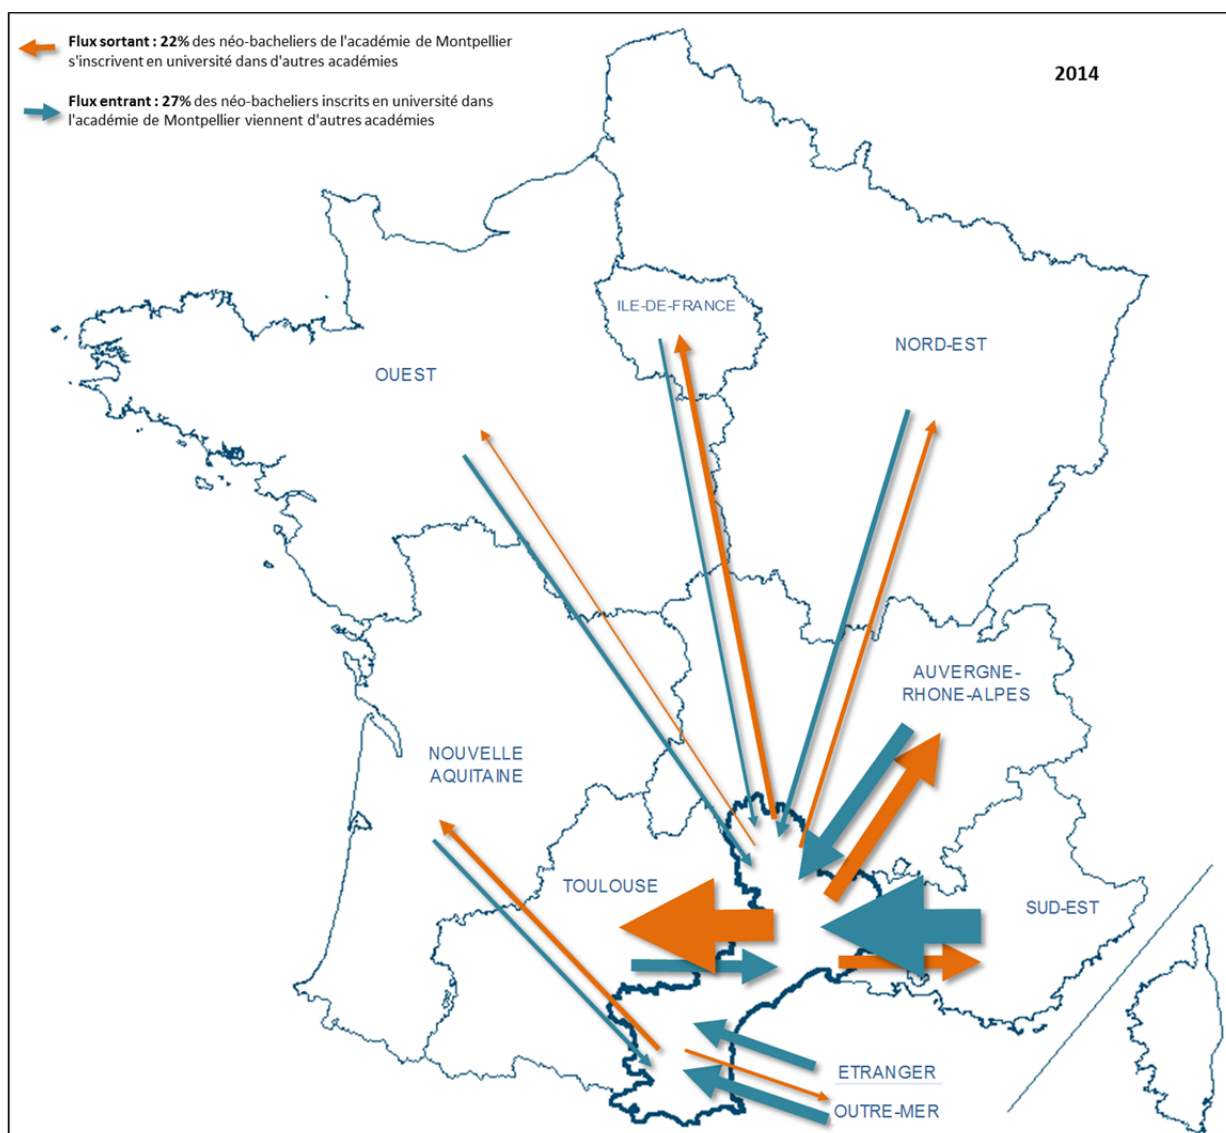 Flux sortant : 22% des néo-bacheliers de l'académie de Montpellier
s'inscrivent en université dans d'autres académies
2014
Flux entrant : 27% des néo-bacheliers inscrits en université dans
l'académie de Montpellier viennent d'autres académies
ILE-DE-FRANCE
NORD-EST
OUEST
AUVERGNE-
RHONE-ALPES
NOUVELLE
AQUITAINE
TOULOUSE
SUD-EST
ETRANGER
OUTRE-MER